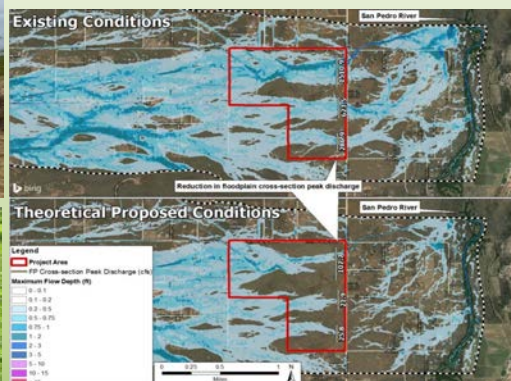 Existing Conditions
San Pedro River
bing
Reduction in floodplain cross-section peak discharge
Theoretical Proposed Conditions
San Pedro River
Legend
Project Area
FP Cross-section Peak Discharge (cfs)
Maximum Flow Depth (ft)
0 - 0.1
0.1 - 0.2
0.2 - 0.5
0.5 - 0.75
0.75 - 1
1 - 2
2 - 3
3 - 5
5 - 10
10 - 15
0 0.25 0.5 1
Miles
N